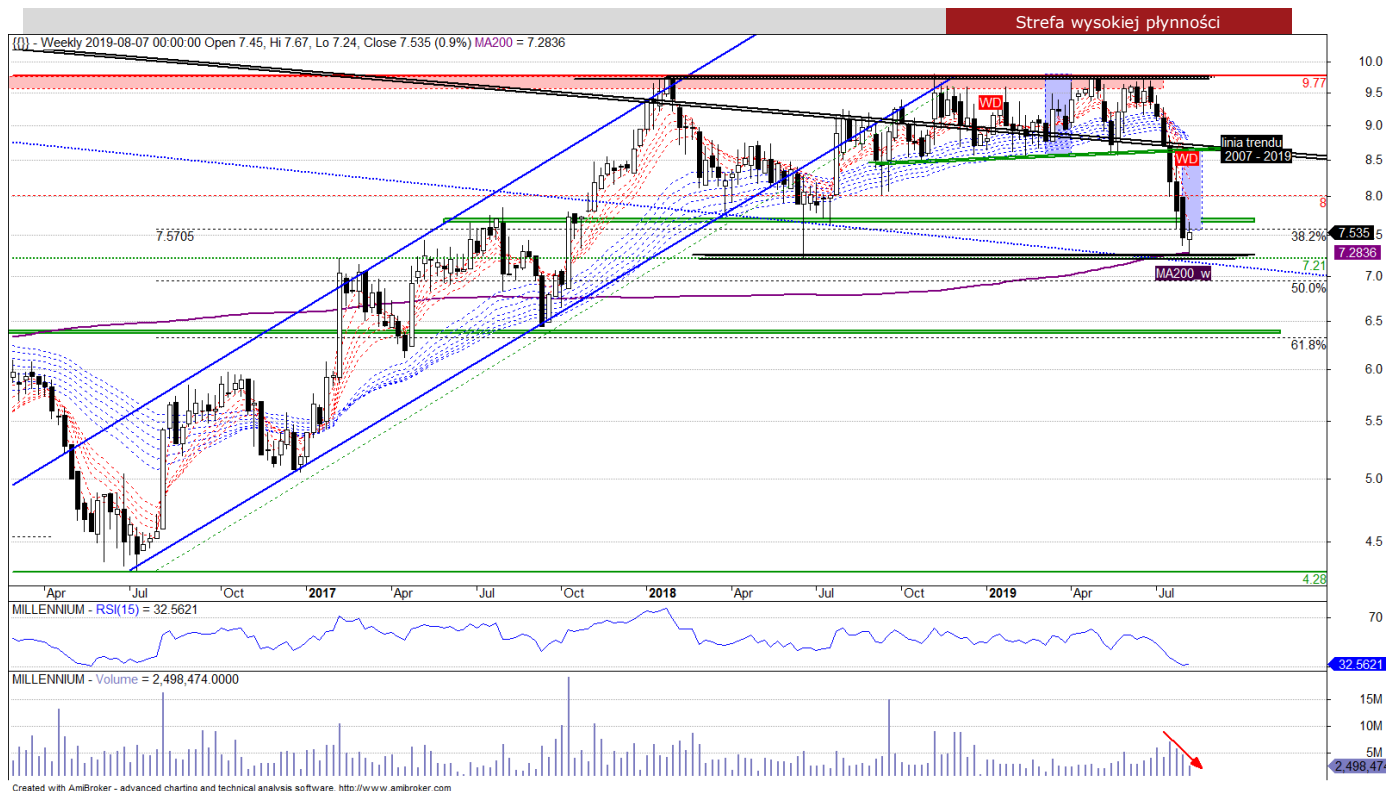 Strefa wysokiej płynności
{{}} - Weekly 2019-08-07 00:00:00 Open 7.45, Hi 7.67, Lo 7.24, Close 7.535 (0.9%) MA200 = 7.2836
10.0
9.77
9.5
WD
9.0
linia trendu
2007 - 2019
WD
8.5
8.0
8
7.5705
38.2%
7.535
7.2836
7.21
MA200_w
7.0
50.0%
6.5
61.8%
6.0
5.5
5.0
4.5
4.28
Apr Jul Oct 2017 Apr Jul Oct 2018 Apr Jul Oct 2019 Apr Jul
MILLENNIUM - RSI(15) = 32.5621
70
32.5621
MILLENNIUM - Volume = 2,498,474.0000
15M
10M
5M
2,498,474
Created with AmiBroker - advanced charting and technical analysis software. http://www.amibroker.com